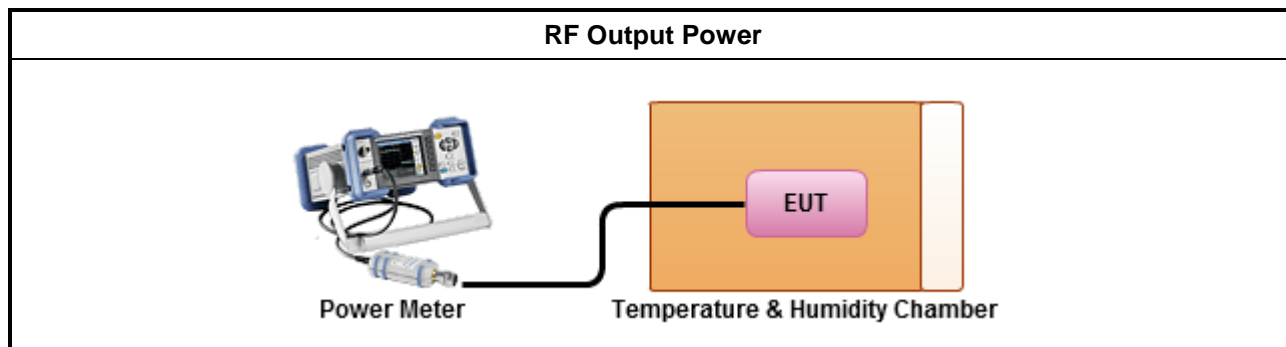 RF Output Power
EUT
Power Meter
Temperature & Humidity Chamber